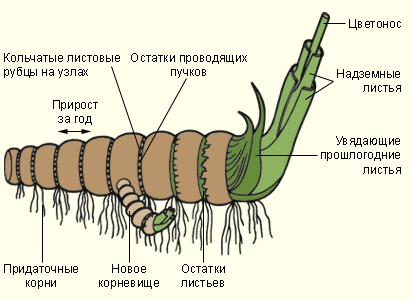 Цветонос
Кольчатые листовые
рубцы на узлах
Остатки проводящих
пучков
Надземные
листья
Прирост
за год
Увядающие
прошлогодние
листья
Придаточные
корни
Новое
корневище
Остатки
листьев